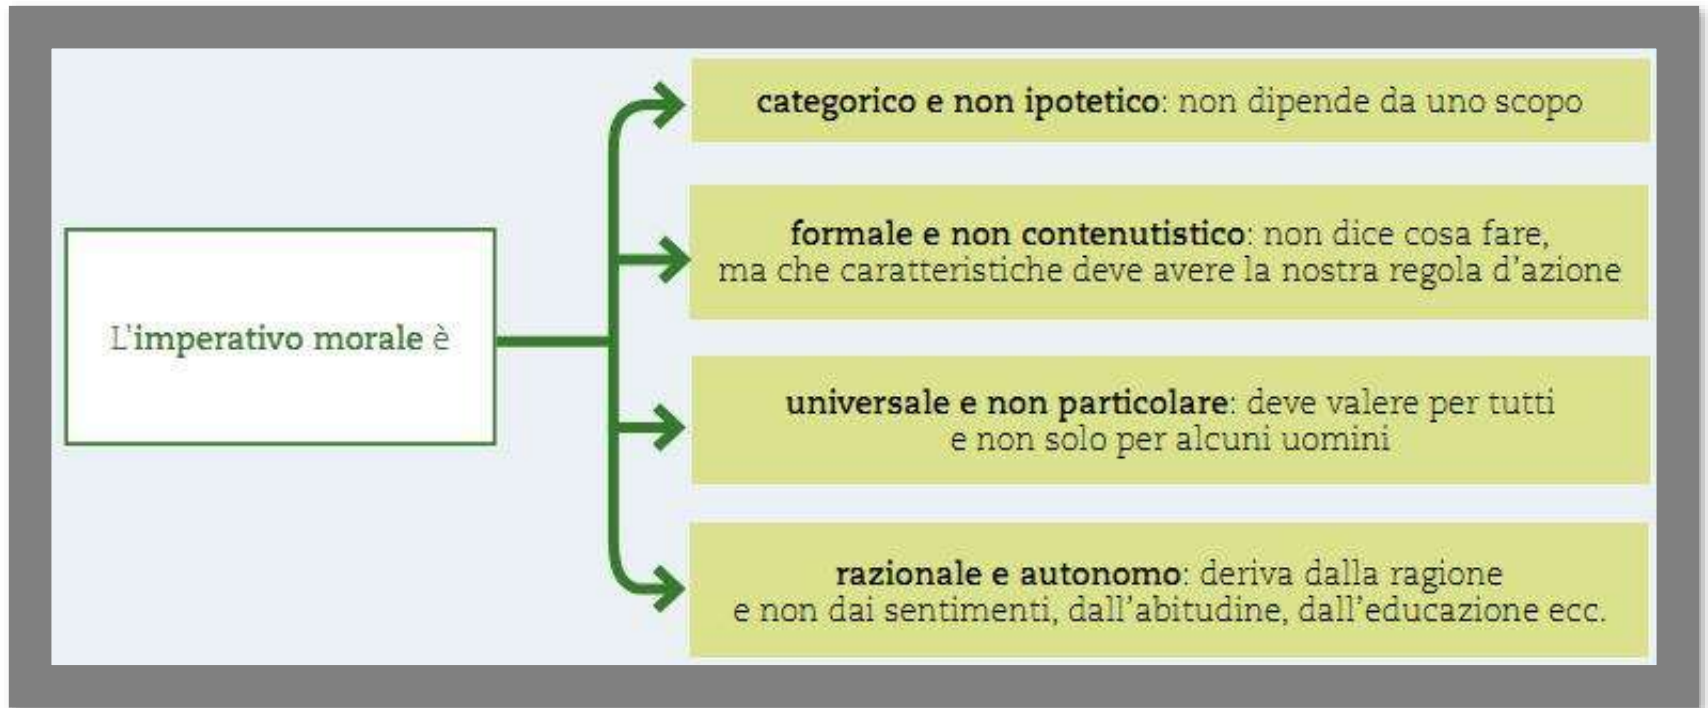 L'imperativo morale è
categorico e non ipotetico: non dipende da uno scopo
formale e non contenutistico: non dice cosa fare,
ma che caratteristiche deve avere la nostra regola d'azione
universale e non particolare: deve valere per tutti
e non solo per alcuni uomini
razionale e autonomo: deriva dalla ragione
e non dai sentimenti, dall'abitudine, dall'educazione ecc.